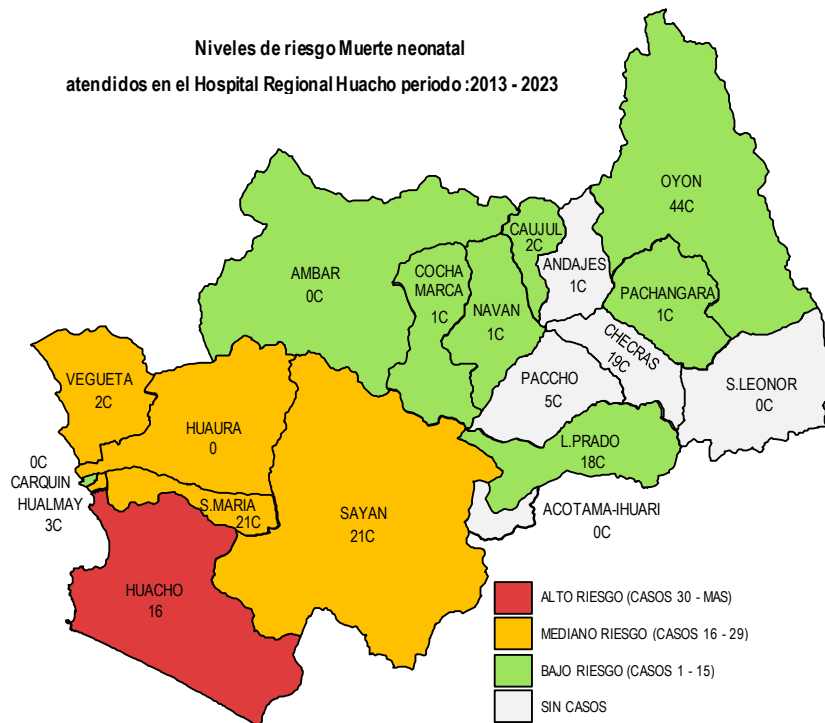 Niveles de riesgo Muerte neonatal
atendidos en el Hospital Regional Huacho periodo :2013 - 2023
OYON
44C
CAUJUL
2C
ANDAJES
1C
AMBAR
0C
COCHA
MARCA
1C
NAVAN
1C
PACHANGARA
1C
CHECRAS
19C
VEGUETA
2C
PACCHO
5C
S.LEONOR
0C
HUAURA
0
L.PRADO
18C
0C
CARQUIN
HUALMAY
3C
S.MARIA
21C
SAYAN
21C
ACOTAMA-IHUARI
0C
HUACHO
16
ALTO RIESGO (CASOS 30 - MAS)
MEDIANO RIESGO (CASOS 16 - 29)
BAJO RIESGO (CASOS 1 - 15)
SIN CASOS